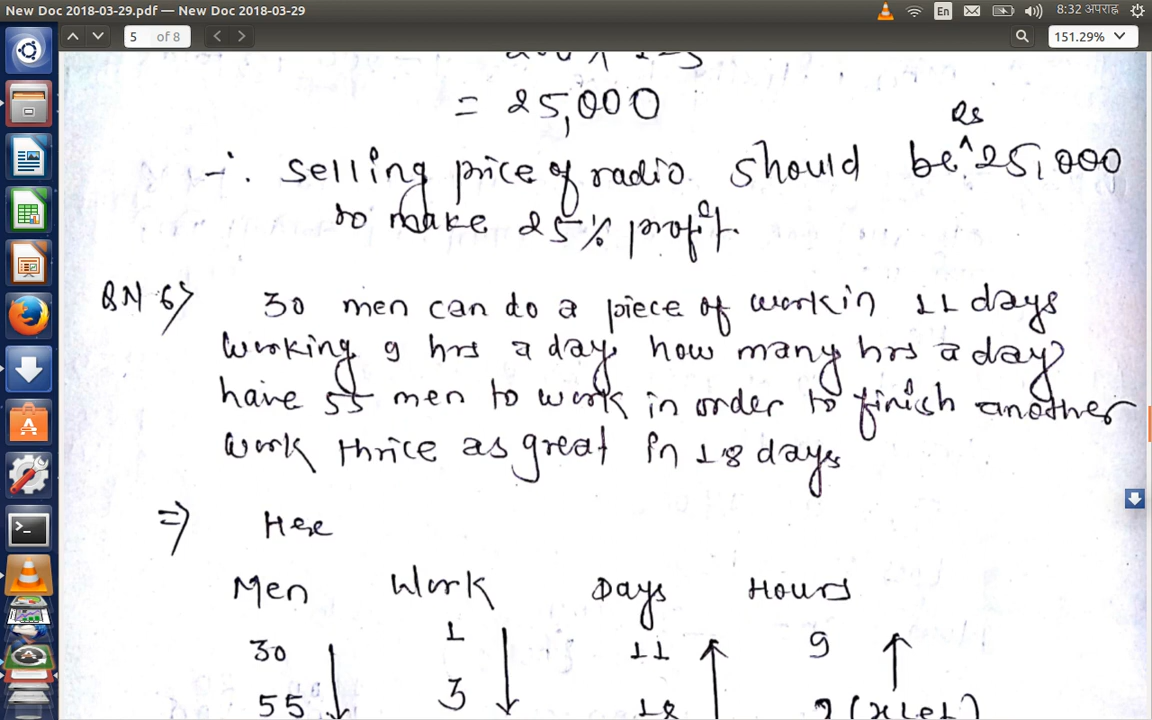 New Doc 2018-03-29.pdf — New Doc 2018-03-29
En
8:32 अपराह्न
5 of 8
151.29%
= 25,000
Rs
∴ selling price of radio should be ^ 25,000
to make 25% profit.
QN 6> 30 men can do a piece of work in 11 days
working 9 hrs a day, how many hrs a day
have 55 men to work in order to finish another
work thrice as great in 18 days
=> Here
Men Work Days Hours
30 1 11 9
55 3 18 ? (x let)